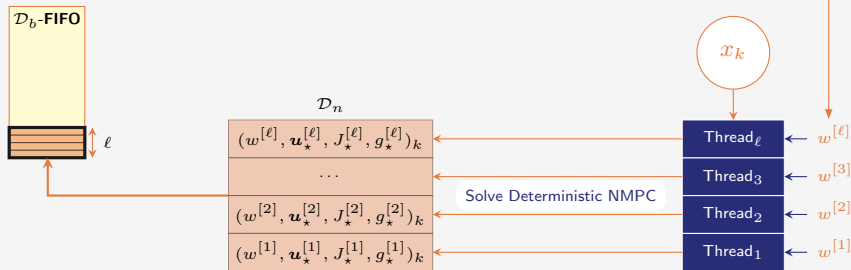 𝒟_b-FIFO
x_k
𝒟_n
(w^[ℓ], u_⋆^[ℓ], J_⋆^[ℓ], g_⋆^[ℓ])_k
Thread_ℓ
w^[ℓ]
ℓ
...
Thread_3
w^[3]
Solve Deterministic NMPC
(w^[2], u_⋆^[2], J_⋆^[2], g_⋆^[2])_k
Thread_2
w^[2]
(w^[1], u_⋆^[1], J_⋆^[1], g_⋆^[1])_k
Thread_1
w^[1]